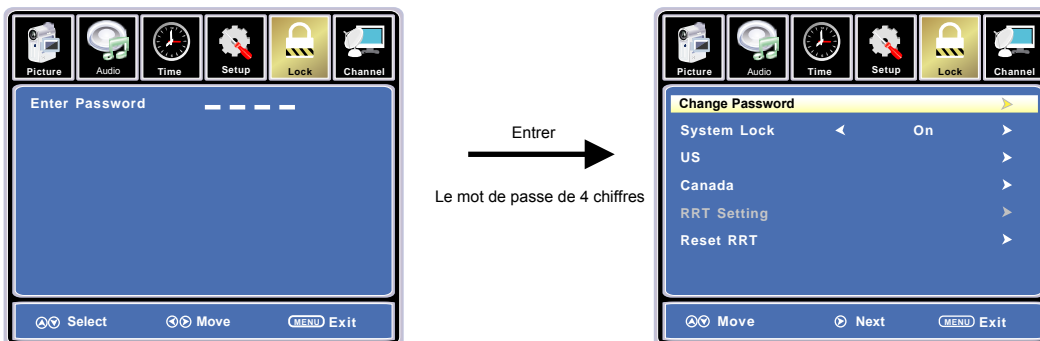 Picture Audio Time Setup Lock Channel
Enter Password _ _ _ _
Select Move MENU Exit
Entrer
Le mot de passe de 4 chiffres
Picture Audio Time Setup Lock Channel
Change Password
System Lock On
US
Canada
RRT Setting
Reset RRT
Move Next MENU Exit